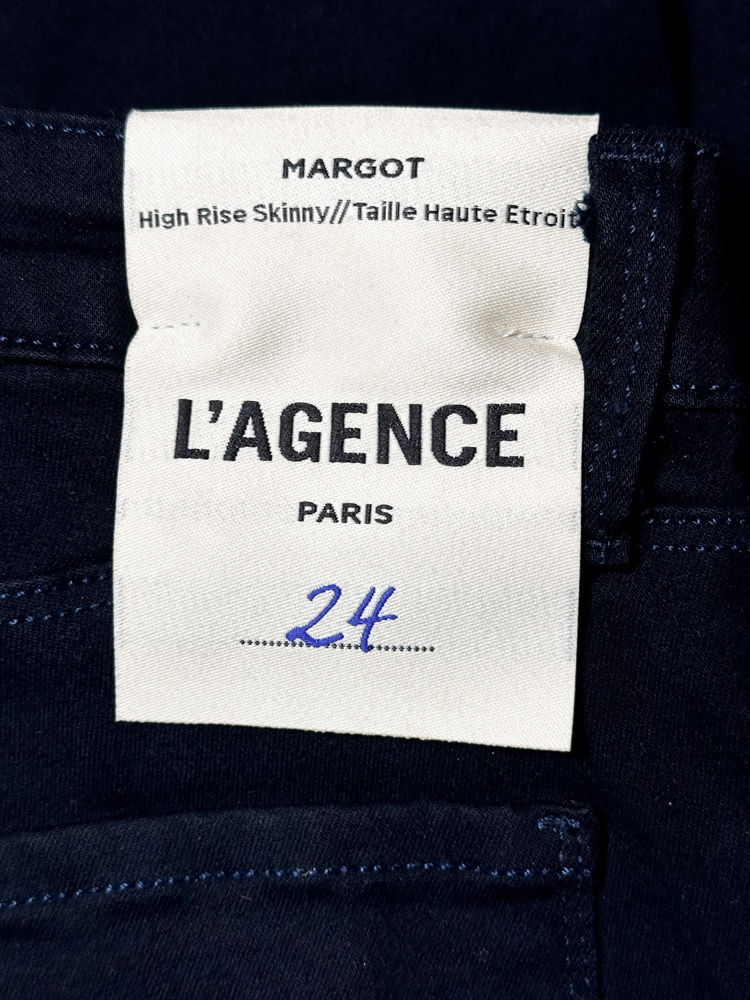 MARGOT
High Rise Skinny//Taille Haute Etroit
L'AGENCE
PARIS
24